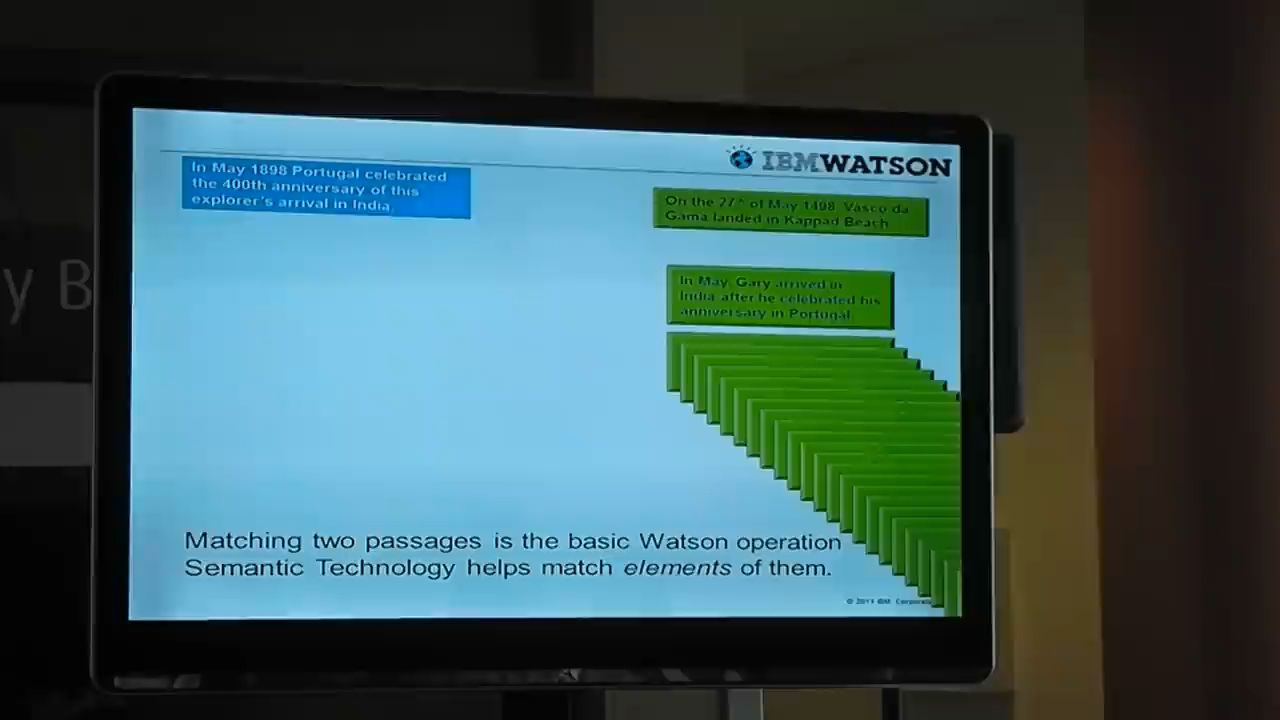 IBMWATSON
In May 1898 Portugal celebrated
the 400th anniversary of this
explorer's arrival in India.
On the 27th of May 1498, Vasco da
Gama landed in Kappad Beach
In May, Gary arrived in
India after he celebrated his
anniversary in Portugal.
Matching two passages is the basic Watson operation
Semantic Technology helps match elements of them.
© 2011 IBM
y B